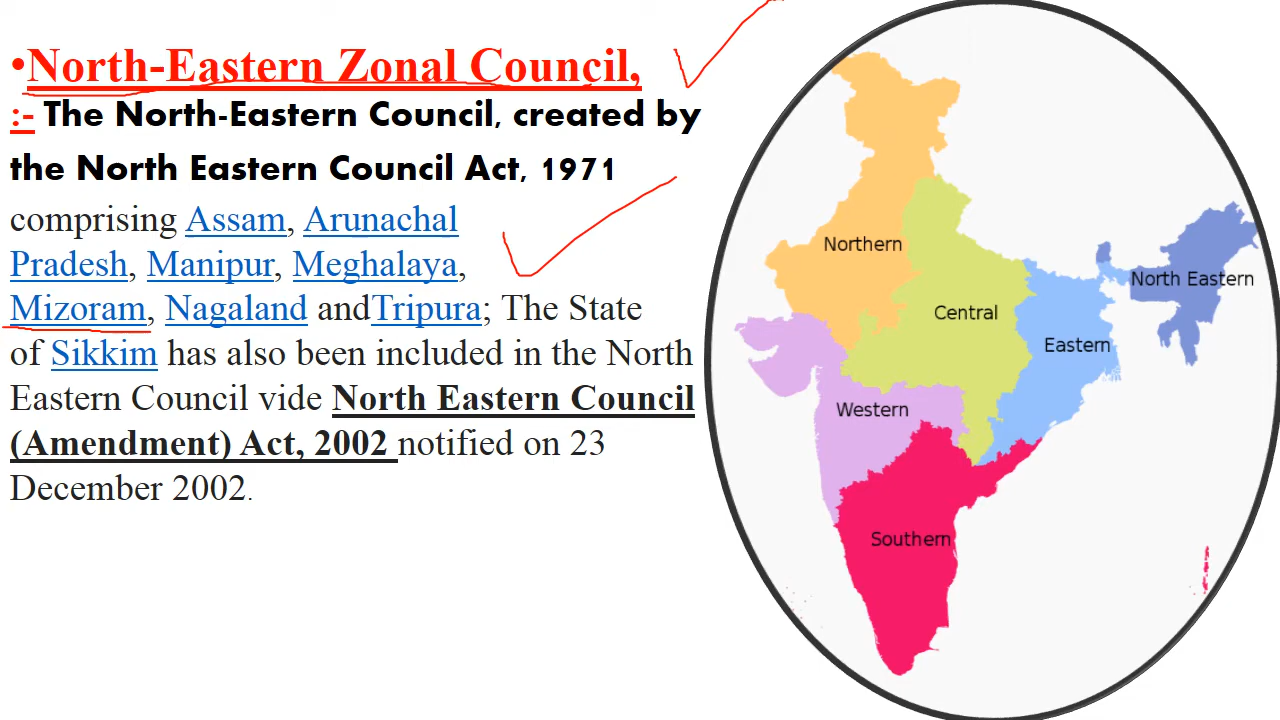 •North-Eastern Zonal Council,
:- The North-Eastern Council, created by
the North Eastern Council Act, 1971
comprising Assam, Arunachal
Pradesh, Manipur, Meghalaya,
Mizoram, Nagaland andTripura; The State
of Sikkim has also been included in the North
Eastern Council vide North Eastern Council
(Amendment) Act, 2002 notified on 23
December 2002.
Northern
North Eastern
Central
Eastern
Western
Southern